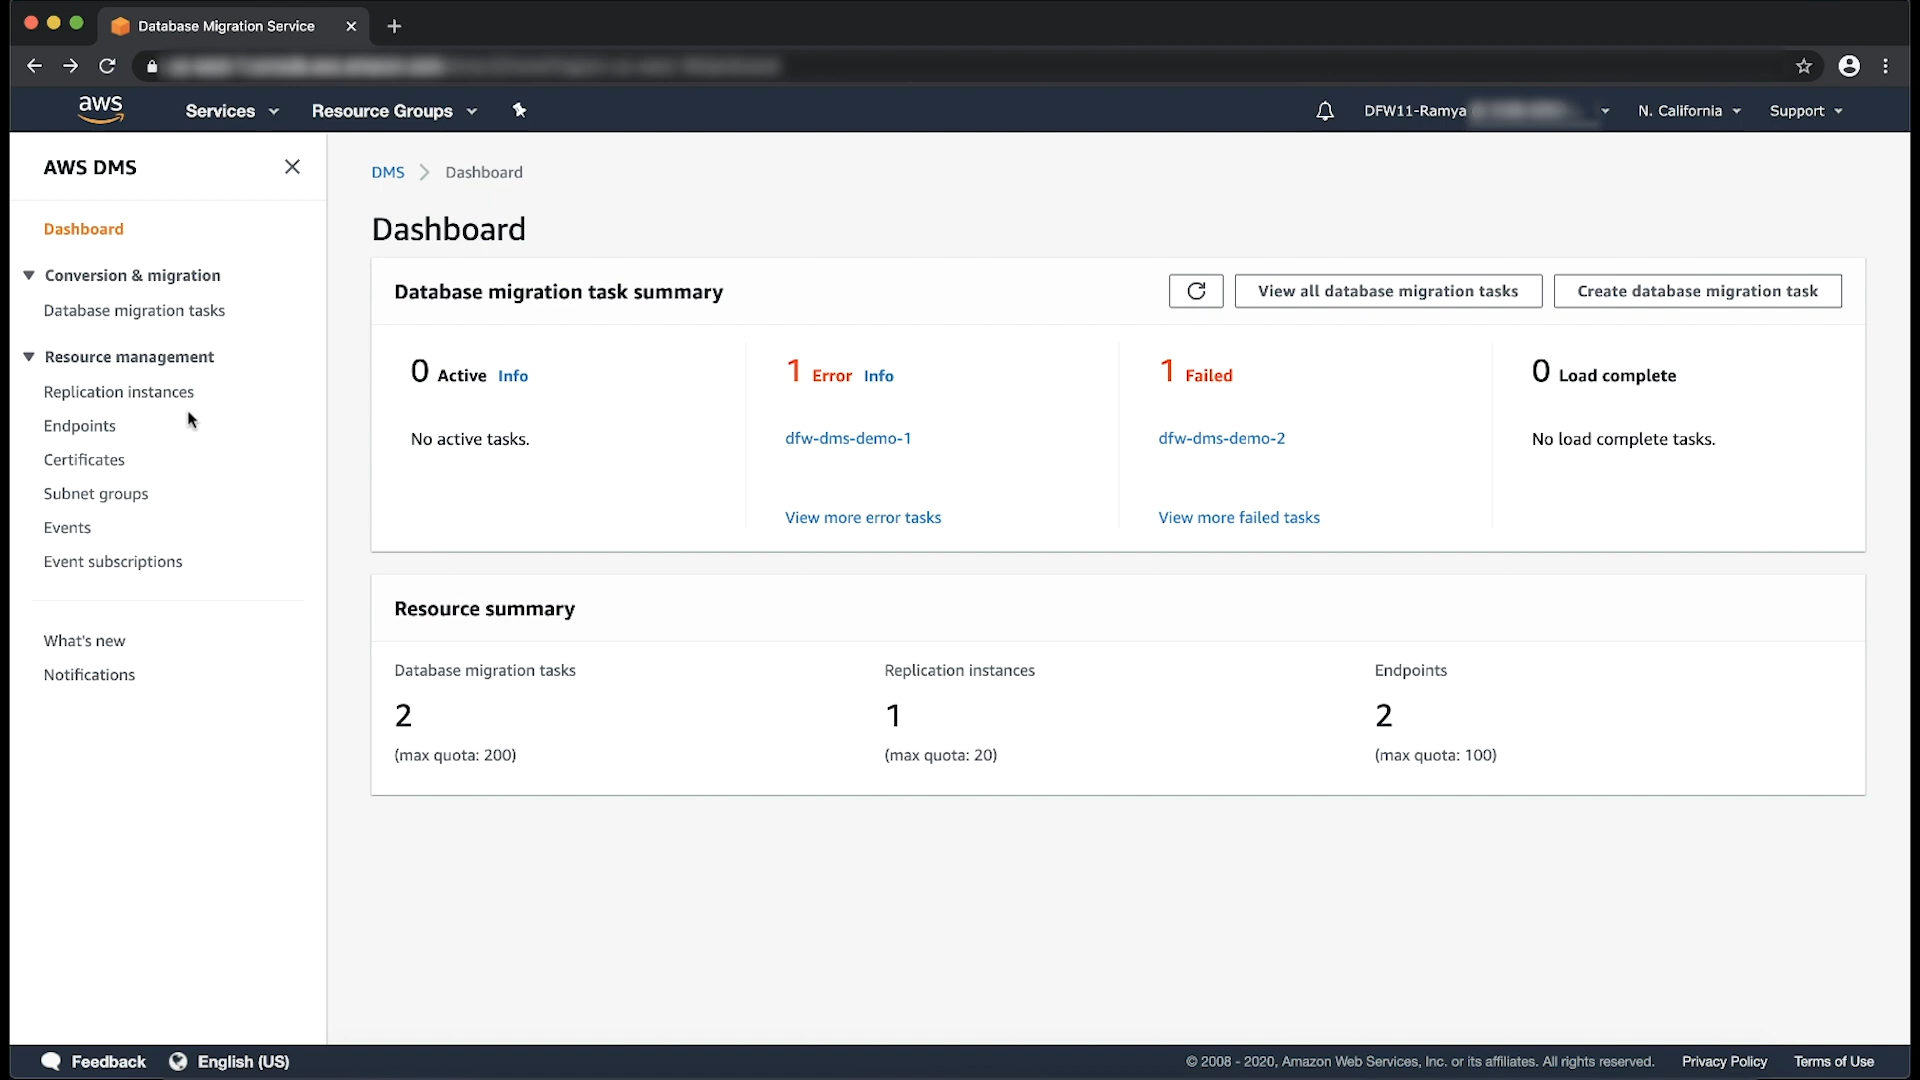 Database Migration Service
aws
Services
Resource Groups
DFW11-Ramya
N. California
Support
AWS DMS
Dashboard
Conversion & migration
Database migration tasks
Resource management
Replication instances
Endpoints
Certificates
Subnet groups
Events
Event subscriptions
What's new
Notifications
DMS
Dashboard
Dashboard
Database migration task summary
View all database migration tasks
Create database migration task
0 Active Info
No active tasks.
1 Error Info
dfw-dms-demo-1
View more error tasks
1 Failed
dfw-dms-demo-2
View more failed tasks
0 Load complete
No load complete tasks.
Resource summary
Database migration tasks
2
(max quota: 200)
Replication instances
1
(max quota: 20)
Endpoints
2
(max quota: 100)
Feedback
English (US)
© 2008 - 2020, Amazon Web Services, Inc. or its affiliates. All rights reserved.
Privacy Policy
Terms of Use